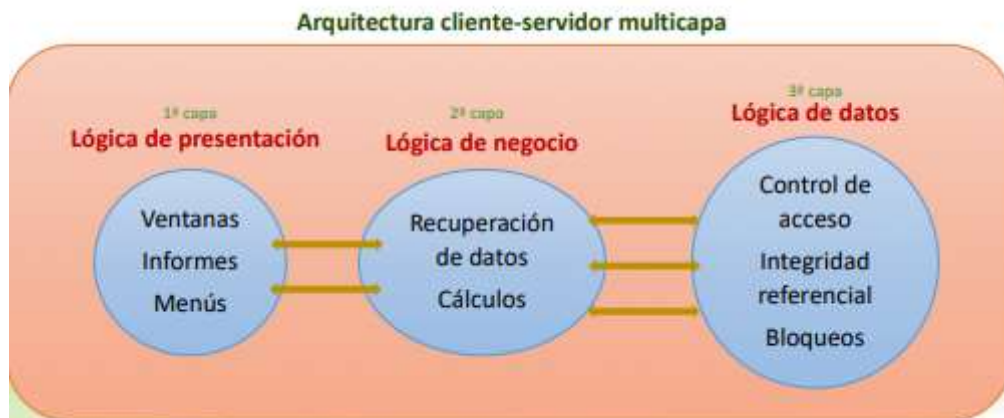 Arquitectura cliente-servidor multicapa
1ª capa
Lógica de presentación
Ventanas
Informes
Menús
2ª capa
Lógica de negocio
Recuperación
de datos
Cálculos
3ª capa
Lógica de datos
Control de
acceso
Integridad
referencial
Bloqueos